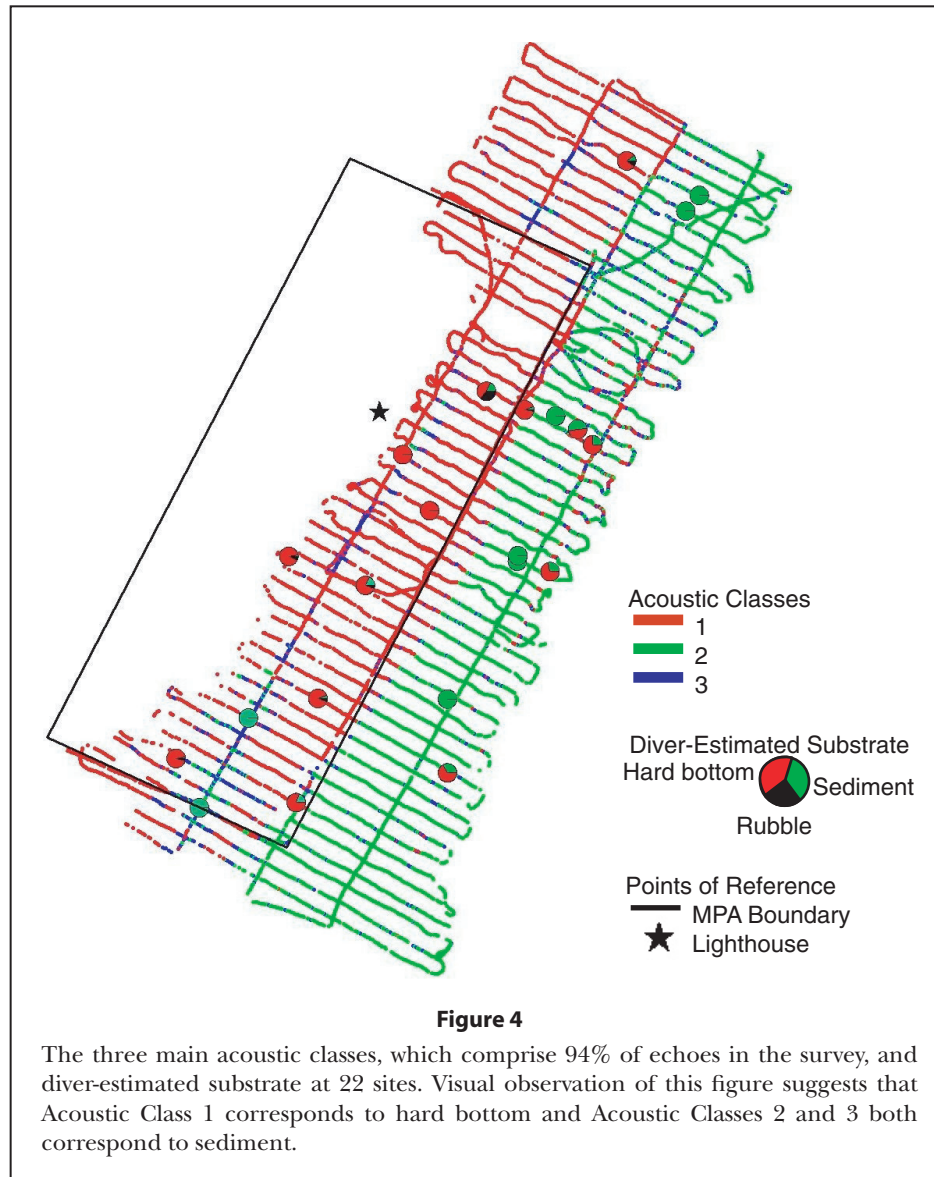 Acoustic Classes
1
2
3
Diver-Estimated Substrate
Hard bottom
Sediment
Rubble
Points of Reference
MPA Boundary
Lighthouse
Figure 4
The three main acoustic classes, which comprise 94% of echoes in the survey, and
diver-estimated substrate at 22 sites. Visual observation of this figure suggests that
Acoustic Class 1 corresponds to hard bottom and Acoustic Classes 2 and 3 both
correspond to sediment.